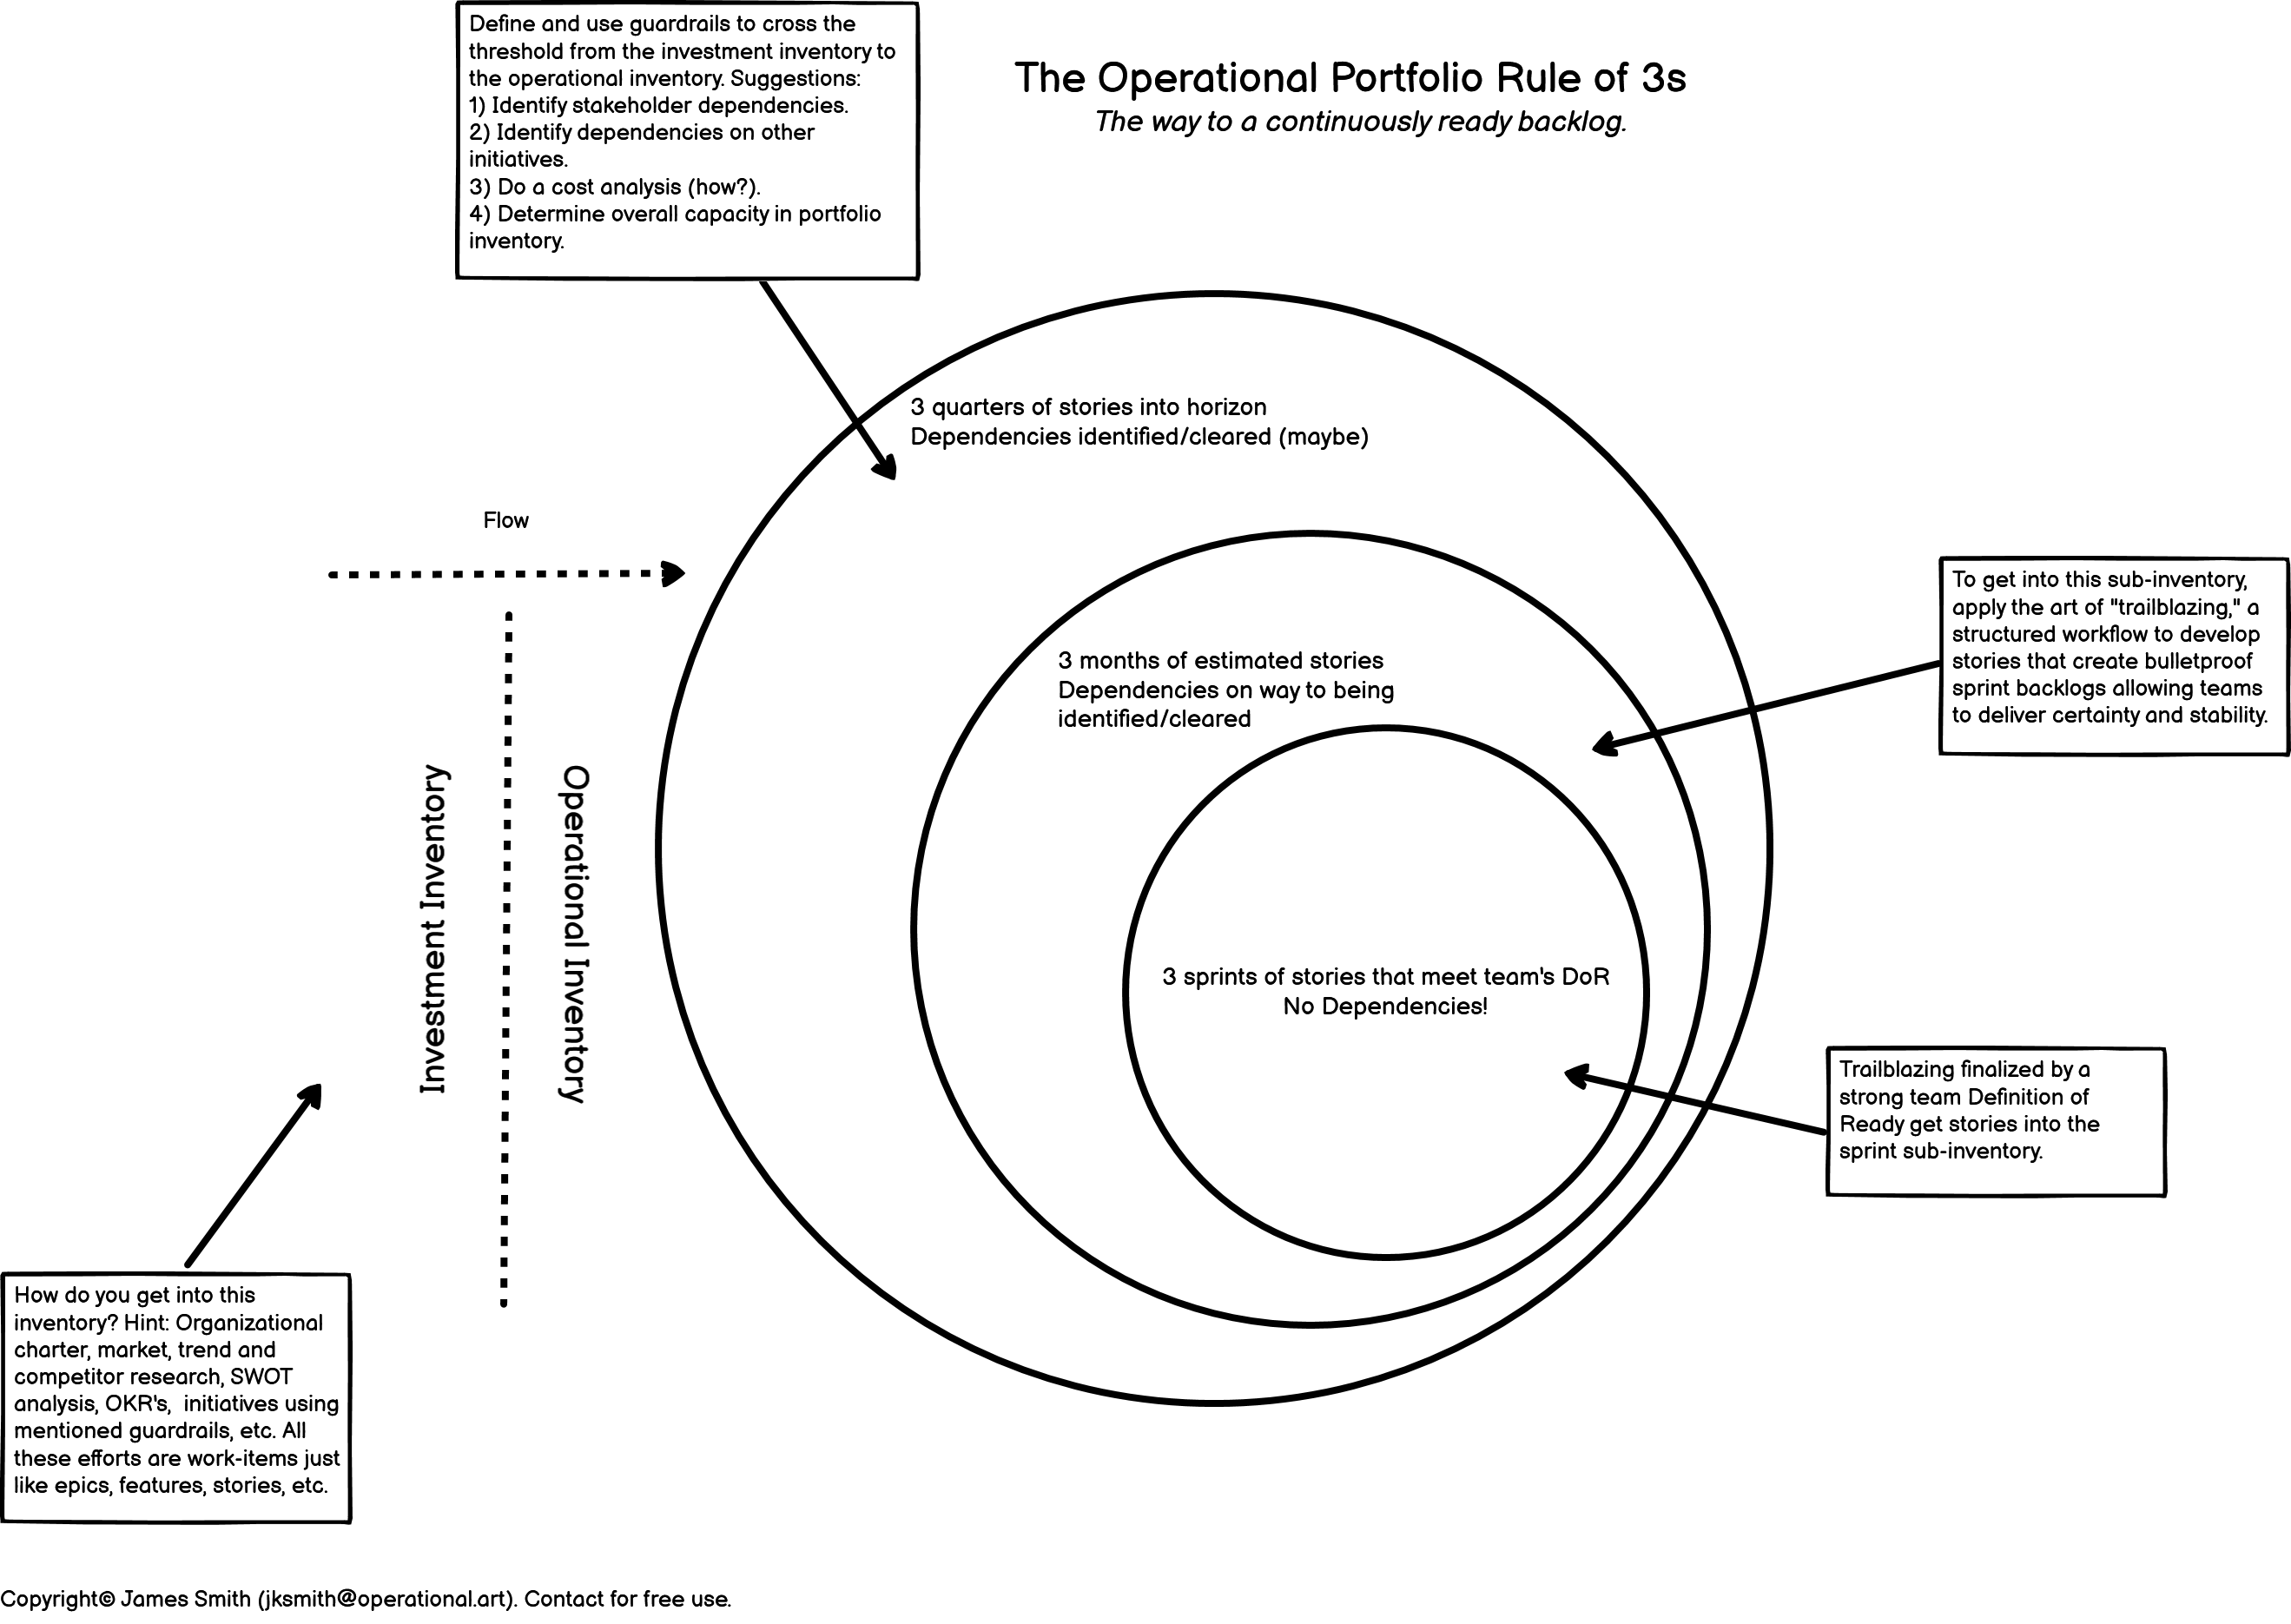 Define and use guardrails to cross the
threshold from the investment inventory to
the operational inventory. Suggestions:
1) Identify stakeholder dependencies.
2) Identify dependencies on other
initiatives.
3) Do a cost analysis (how?).
4) Determine overall capacity in portfolio
inventory.
The Operational Portfolio Rule of 3s
The way to a continuously ready backlog.
3 quarters of stories into horizon
Dependencies identified/cleared (maybe)
Flow
To get into this sub-inventory,
apply the art of "trailblazing," a
structured workflow to develop
stories that create bulletproof
sprint backlogs allowing teams
to deliver certainty and stability.
3 months of estimated stories
Dependencies on way to being
identified/cleared
Investment Inventory
Operational Inventory
3 sprints of stories that meet team's DoR
No Dependencies!
Trailblazing finalized by a
strong team Definition of
Ready get stories into the
sprint sub-inventory.
How do you get into this
inventory? Hint: Organizational
charter, market, trend and
competitor research, SWOT
analysis, OKR's,  initiatives using
mentioned guardrails, etc. All
these efforts are work-items just
like epics, features, stories, etc.
Copyright© James Smith (jksmith@operational.art). Contact for free use.